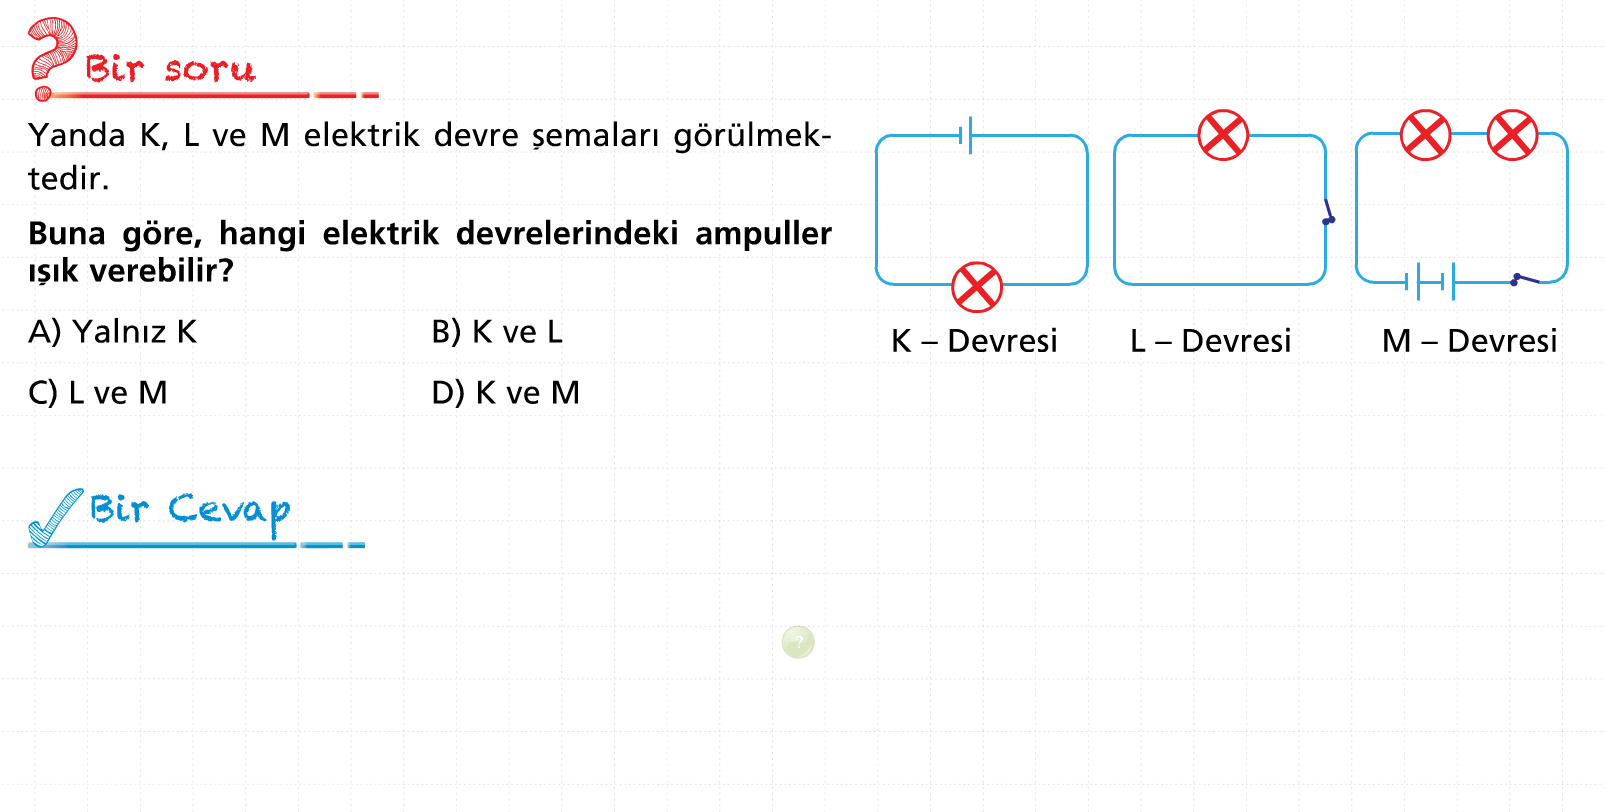 Bir soru
Yanda K, L ve M elektrik devre şemaları görülmek-
tedir.
Buna göre, hangi elektrik devrelerindeki ampuller
ışık verebilir?
A) Yalnız K
B) K ve L
C) L ve M
D) K ve M
K – Devresi
L – Devresi
M – Devresi
Bir Cevap
?